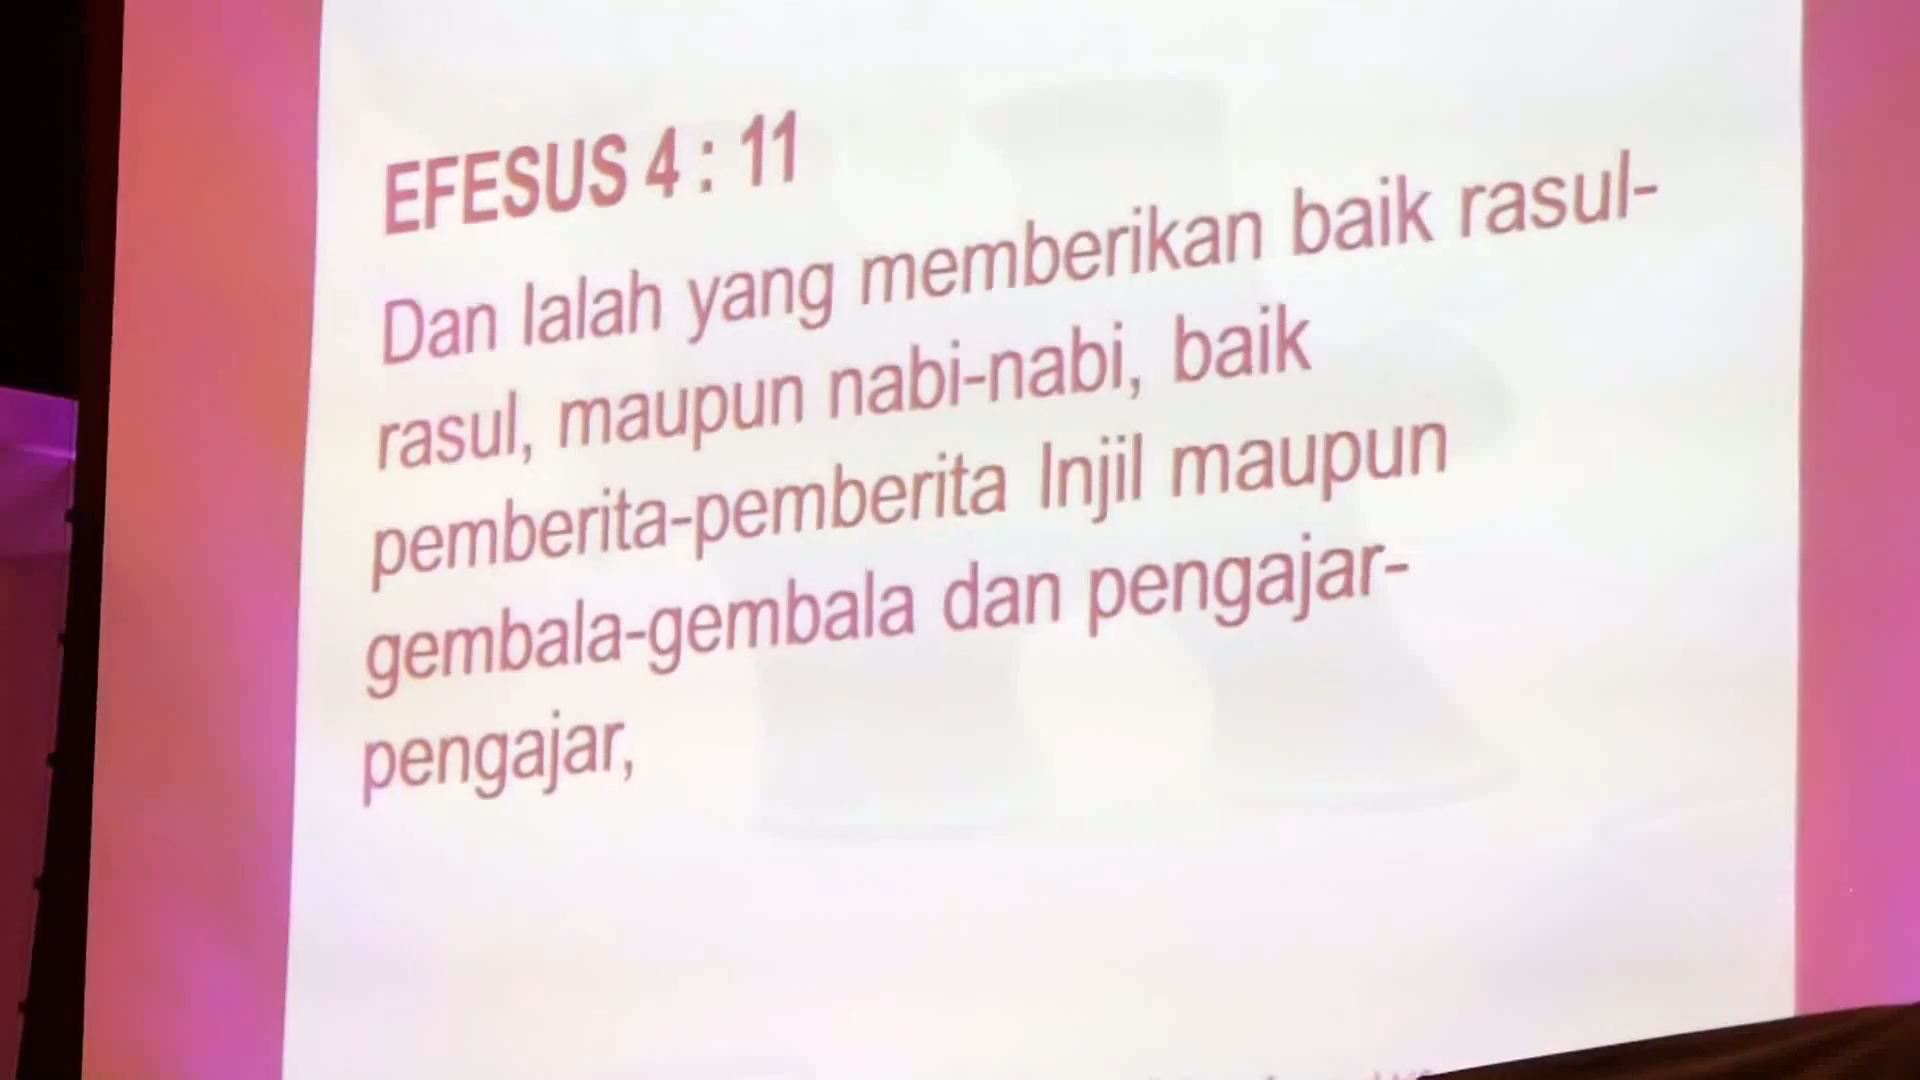 EFESUS 4 : 11
Dan Ialah yang memberikan baik rasul-
rasul, maupun nabi-nabi, baik
pemberita-pemberita Injil maupun
gembala-gembala dan pengajar-
pengajar,